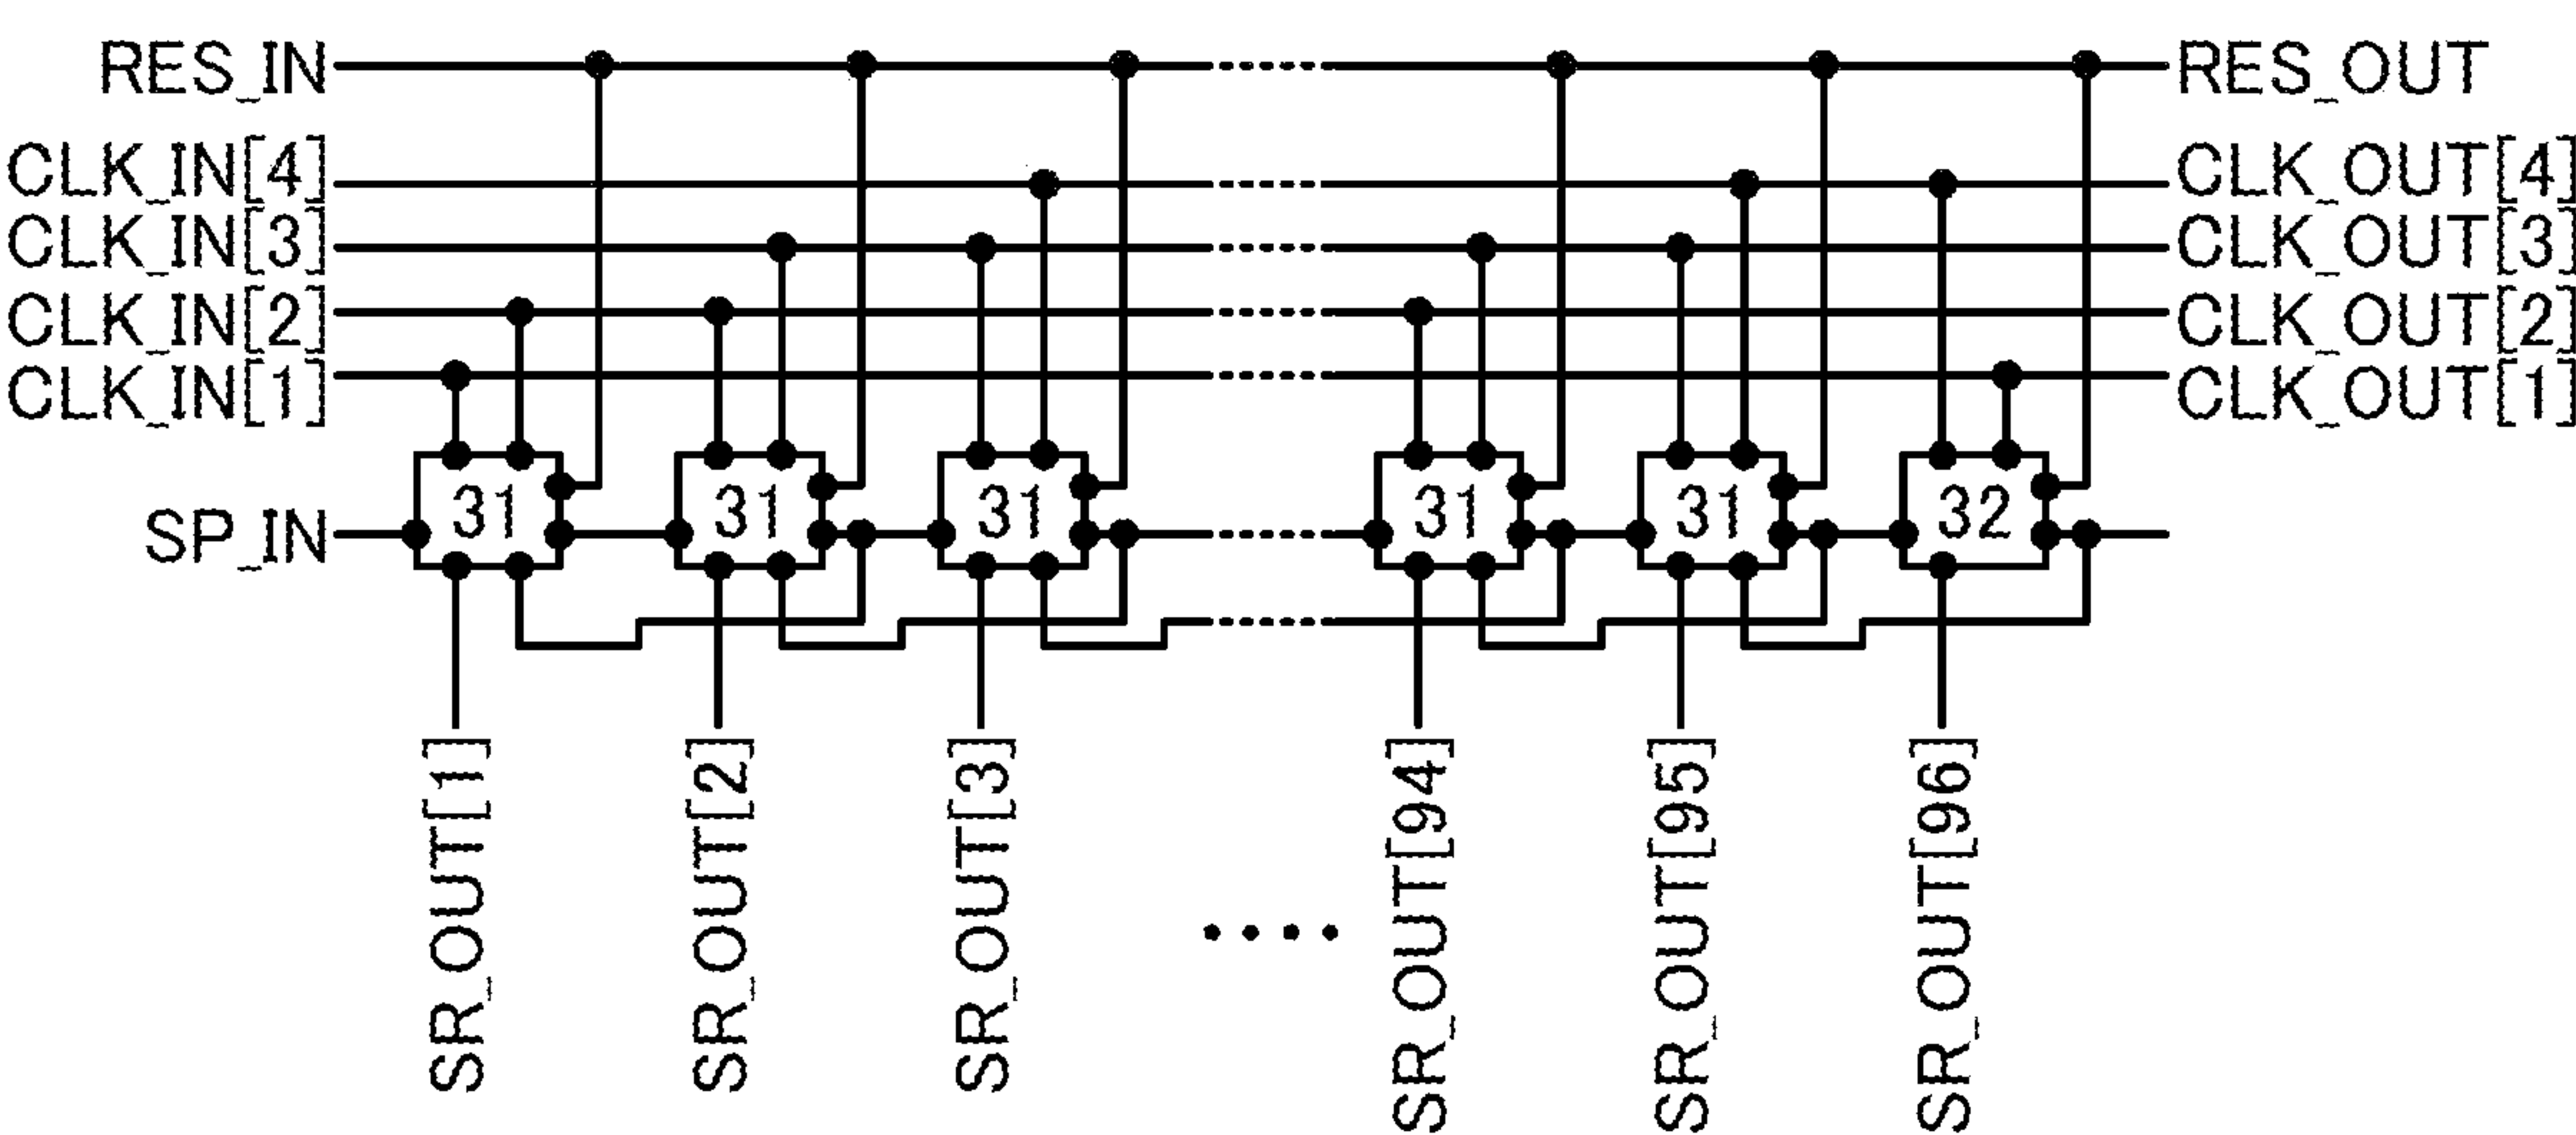 RES_IN
RES_OUT
CLK_IN[4]
CLK_OUT[4]
CLK_IN[3]
CLK_OUT[3]
CLK_IN[2]
CLK_OUT[2]
CLK_IN[1]
CLK_OUT[1]
SP_IN
31
31
31
31
31
32
SR_OUT[1]
SR_OUT[2]
SR_OUT[3]
SR_OUT[94]
SR_OUT[95]
SR_OUT[96]